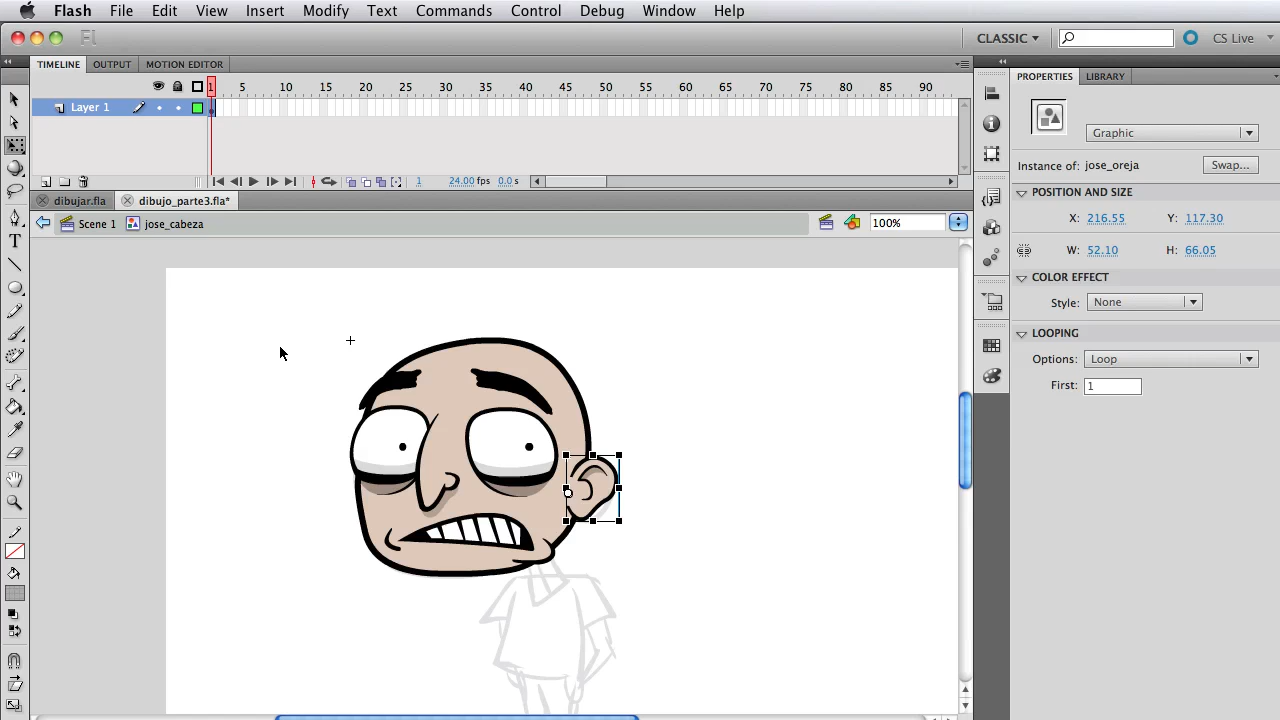 Flash File Edit View Insert Modify Text Commands Control Debug Window Help
Fl CLASSIC CS Live
TIMELINE OUTPUT MOTION EDITOR
PROPERTIES LIBRARY
1 5 10 15 20 25 30 35 40 45 50 55 60 65 70 75 80 85 90
Layer 1
Graphic
Instance of: jose_oreja Swap...
1 24.00 fps 0.0 s
POSITION AND SIZE
dibujar.fla dibujo_parte3.fla*
X: 216.55 Y: 117.30
Scene 1 jose_cabeza 100%
W: 52.10 H: 66.05
COLOR EFFECT
Style: None
LOOPING
Options: Loop
First: 1
T